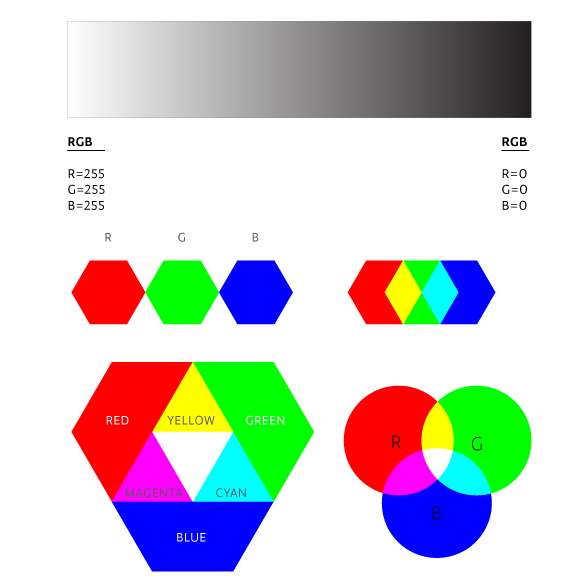 RGB RGB
R=255 R=0
G=255 G=0
B=255 B=0
R G B
RED YELLOW GREEN
MAGENTA CYAN
BLUE
R G
B